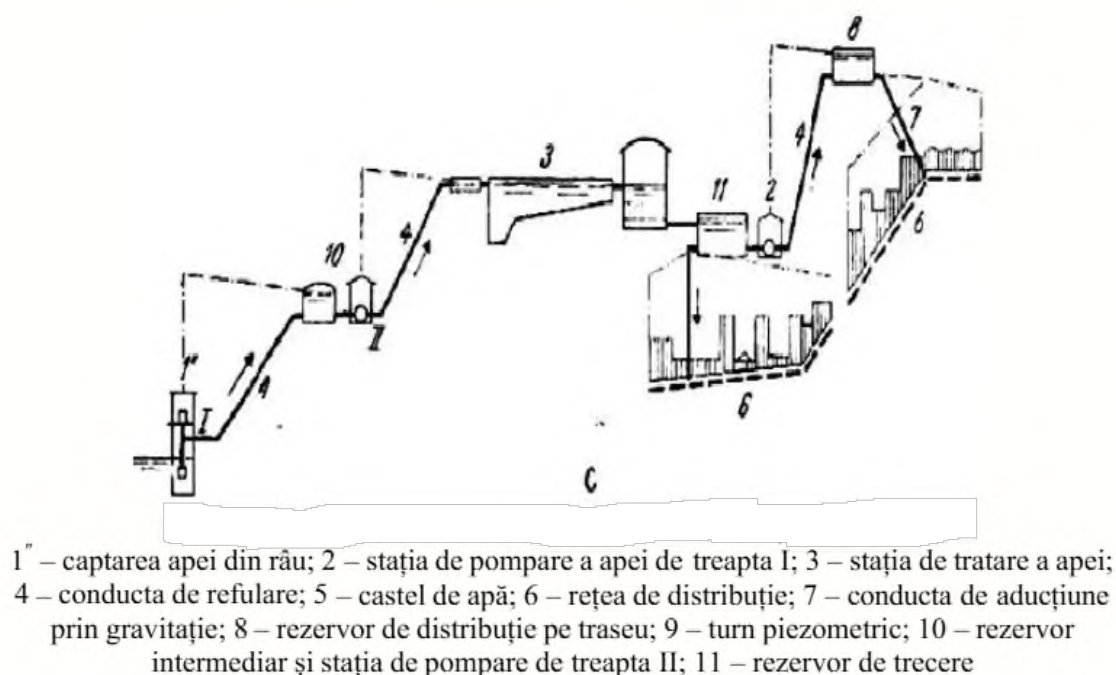 8
4
7
3
11
2
6
4
10
II
1"
I
4
6
C
1″ – captarea apei din râu; 2 – stația de pompare a apei de treapta I; 3 – stația de tratare a apei;
4 – conducta de refulare; 5 – castel de apă; 6 – rețea de distribuție; 7 – conducta de aducțiune
prin gravitație; 8 – rezervor de distribuție pe traseu; 9 – turn piezometric; 10 – rezervor
intermediar și stația de pompare de treapta II; 11 – rezervor de trecere